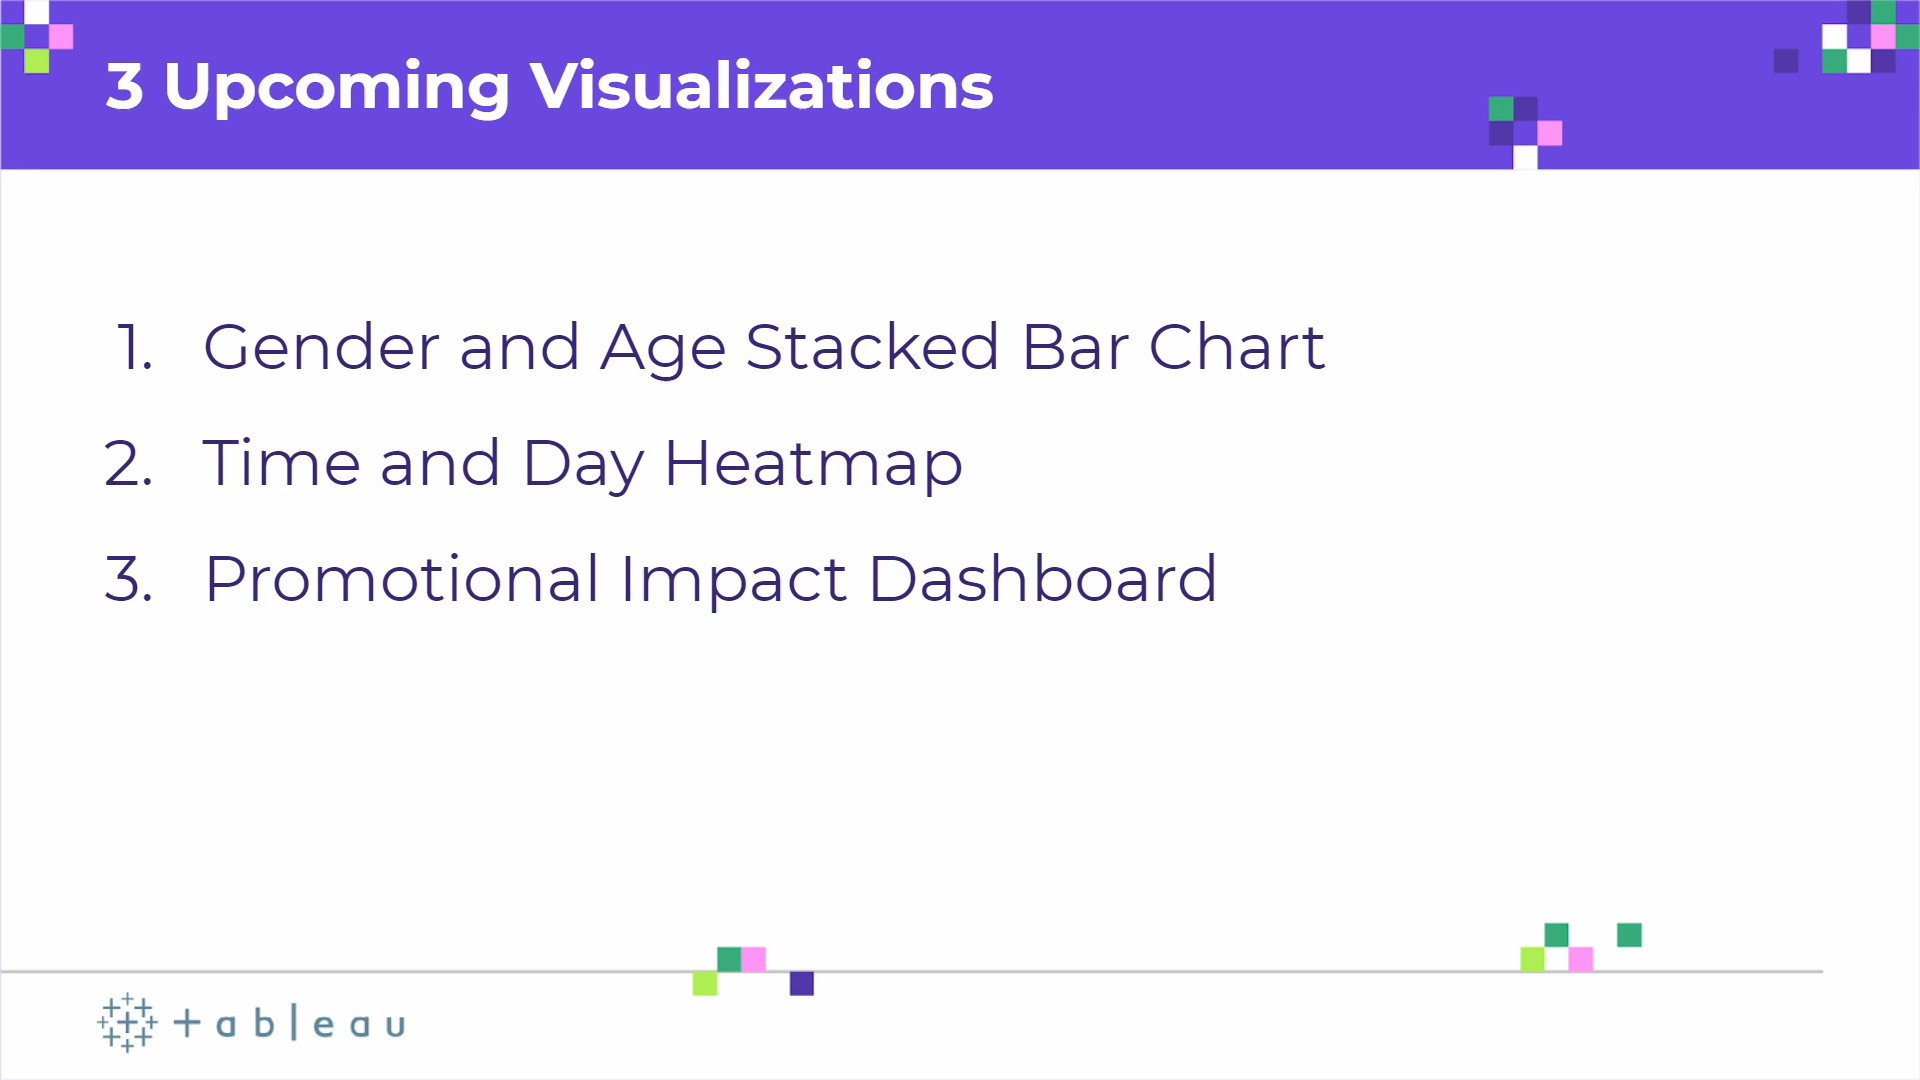 3 Upcoming Visualizations
1. Gender and Age Stacked Bar Chart
2. Time and Day Heatmap
3. Promotional Impact Dashboard
+ableau